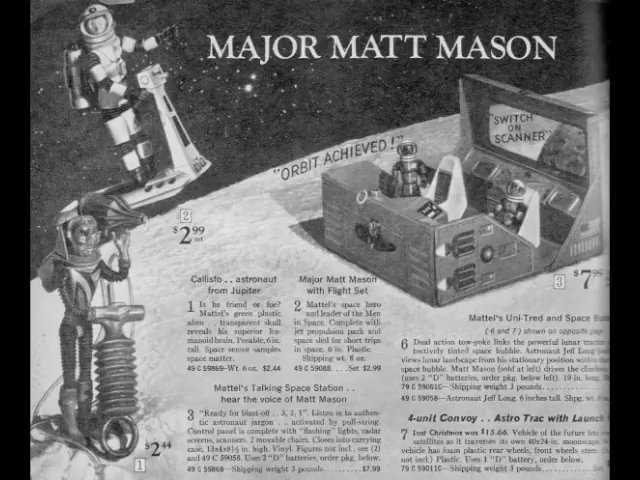 MAJOR MATT MASON
"SWITCH
ON
SCANNER"
"ORBIT ACHIEVED!"
2
$2.99
set
3
$7.99
Callisto . . astronaut
from Jupiter
1 Is he friend or foe?
Mattel's green plastic
alien . . transparent skull
reveals his superior hu-
manoid brain. Posable, 6 in.
tall. Space sensor samples
space matter.
49 C 59869—Wt. 6 oz. $2.44
Major Matt Mason
with Flight Set
2 Mattel's space hero
and leader of the Men
in Space. Complete with
jet propulsion pack and
space sled for short trips
in space. 6 in. Plastic.
Shipping wt. 8 oz.
49 C 59088.....Set $2.99
Mattel's Talking Space Station . .
hear the voice of Matt Mason
3 "Ready for blast-off . . 3, 2, 1". Listen in to authen-
tic astronaut jargon . . activated by pull-string.
Control panel is complete with "flashing" lights, radar
screens, scanners. 2 movable chairs. Closes into carrying
case, 13x4x8½ in. high. Vinyl. Figures not incl., see (2)
and 49 C 59058. Uses 2 "D" batteries, order pkg. below.
49 C 59868—Shipping weight 3 pounds.......$7.99
$2.44
1
Mattel's Uni-Tred and Space
(6 and 7) shown on opposite page
6 Dual action tow-yoke links the powerful lunar
tectively tinted space bubble. Astronaut Jeff Long
views lunar landscape from his stationary position within
space bubble. Matt Mason (sold at left) drives the
(uses 2 "D" batteries, order pkg. below left). 19 in. long.
79 C 59061C—Shipping weight 3 pounds
49 C 59058—Astronaut Jeff Long. 6 inches tall. Shpg. wt.
4-unit Convoy . . Astro Trac with Launch
7 Last Christmas was $15.66. Vehicle of the future
satellites as it traverses its own 40x24-in. moonscape.
vehicle has foam plastic rear wheels, front wheels steer.
not incl.) Plastic. Uses 1 "D" battery, order below.
79 C 59011C—Shipping weight 3 pounds